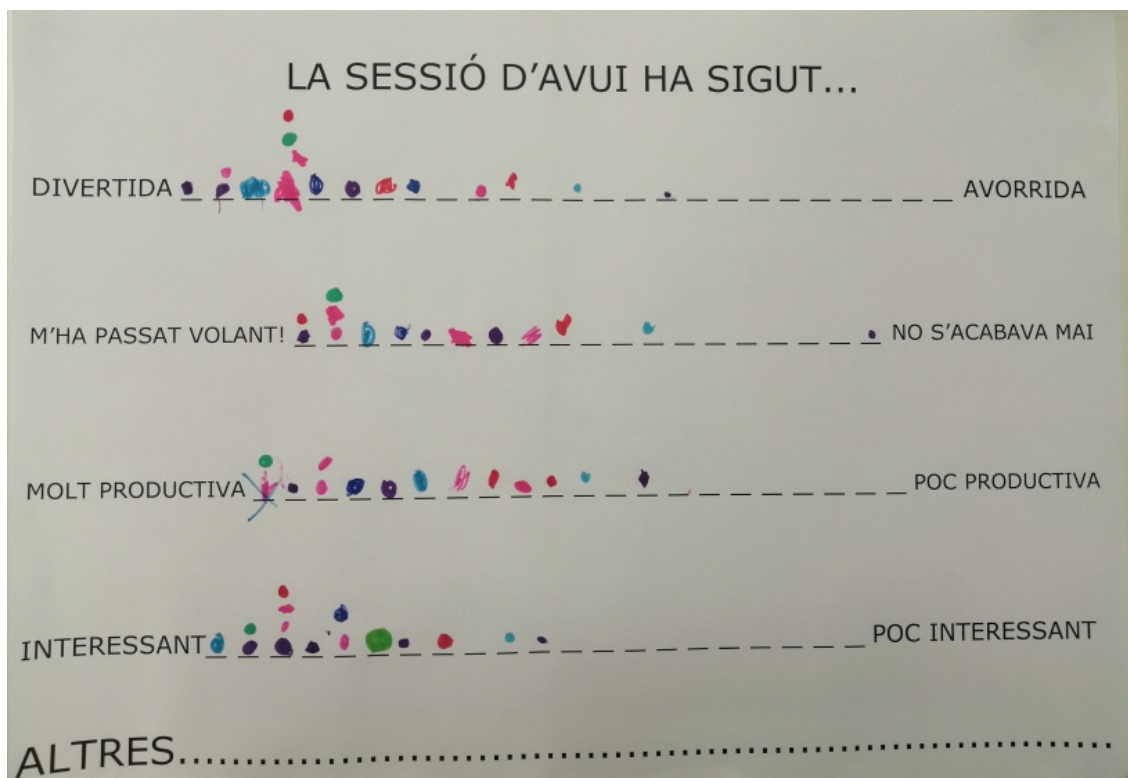 LA SESSIÓ D'AVUI HA SIGUT...
DIVERTIDA _ _ _ _ _ _ _ _ _ _ _ _ _ _ _ _ _ _ _ _ _ _ _ _ AVORRIDA
M'HA PASSAT VOLANT! _ _ _ _ _ _ _ _ _ _ _ _ _ _ _ _ _ _ NO S'ACABAVA MAI
MOLT PRODUCTIVA _ _ _ _ _ _ _ _ _ _ _ _ _ _ _ _ _ _ _ _ POC PRODUCTIVA
INTERESSANT _ _ _ _ _ _ _ _ _ _ _ _ _ _ _ _ _ _ _ _ POC INTERESSANT
ALTRES..........................................................